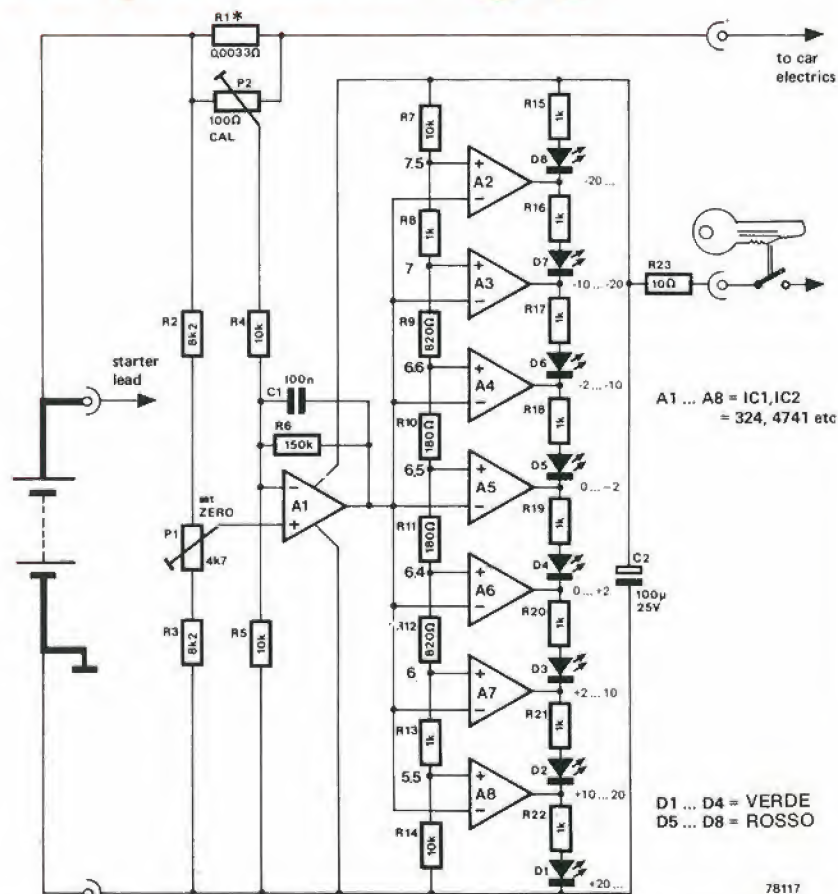 R1*
0,0033Ω
P2
100Ω
CAL
+
to car
electrics
R7
10k
R15
1k
D8
7.5
+
A2
−
-20...
R8
1k
R16
1k
D7
7
+
A3
−
-10...-20
R23
10Ω
R2
8k2
R4
10k
R9
820Ω
R17
1k
D6
6.6
+
A4
−
-2...-10
starter
lead
C1
100n
R6
150k
R10
180Ω
R18
1k
D5
A1 ... A8 = IC1,IC2
= 324, 4741 etc
6,5
+
A5
−
0...−2
set
ZERO
−
A1
+
P1
4k7
R11
180Ω
R19
1k
D4
6,4
+
A6
−
0...+2
C2
100µ
25V
R3
8k2
R5
10k
R12
820Ω
R20
1k
D3
6
+
A7
−
+2...10
R13
1k
R21
1k
D2
5.5
+
A8
−
+10...20
R14
10k
R22
1k
D1
+20...
D1 ... D4 = VERDE
D5 ... D8 = ROSSO
78117